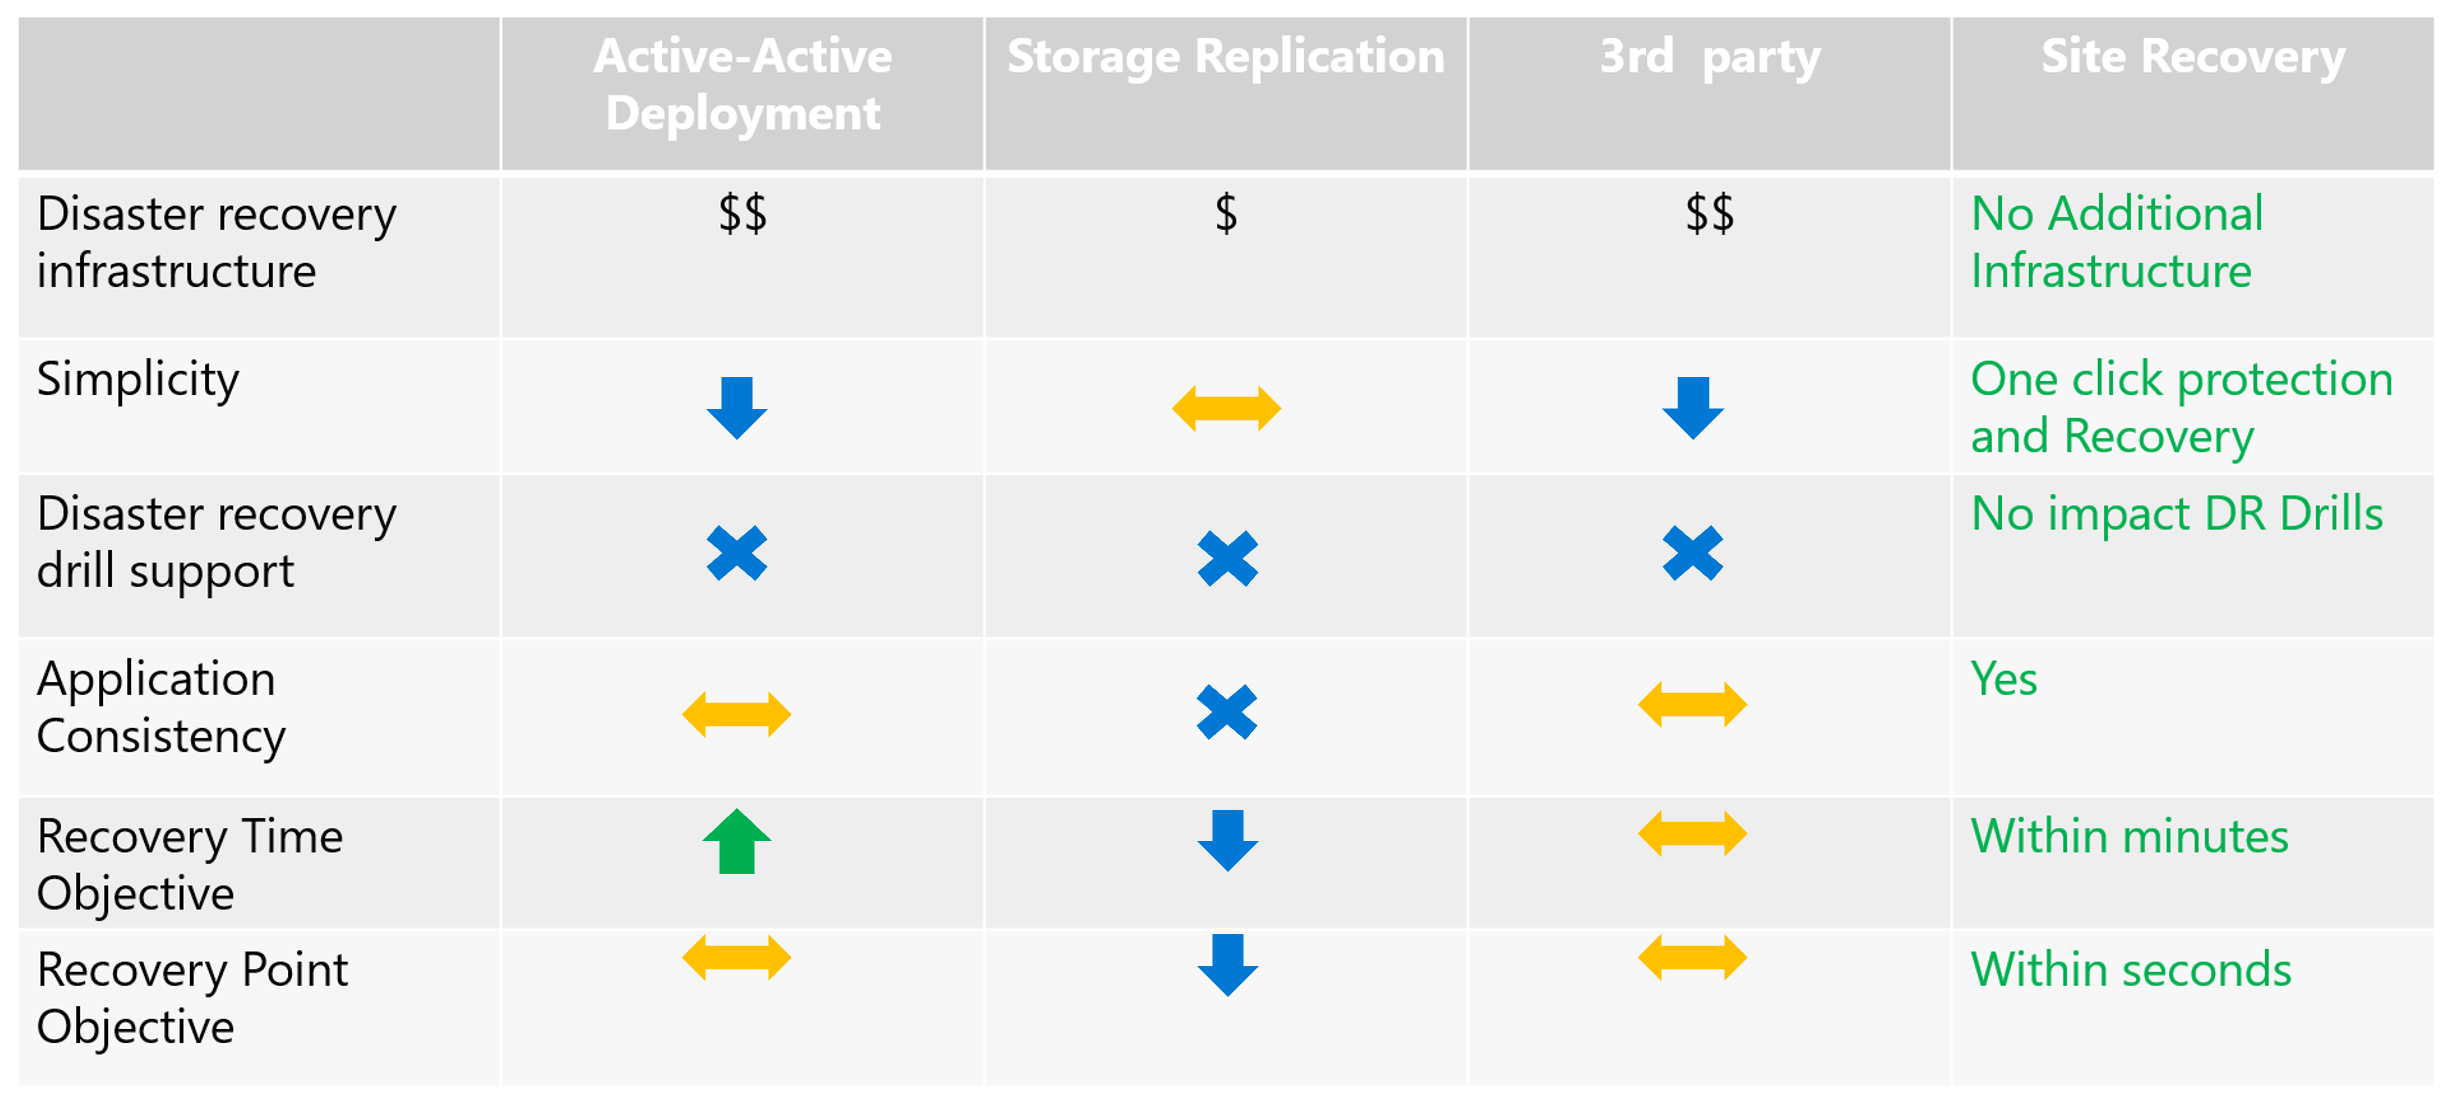 Active-Active
Deployment
Storage Replication
3rd  party
Site Recovery
Disaster recovery
infrastructure
$$
$
$$
No Additional
Infrastructure
Simplicity
One click protection
and Recovery
Disaster recovery
drill support
No impact DR Drills
Application
Consistency
Yes
Recovery Time
Objective
Within minutes
Recovery Point
Objective
Within seconds